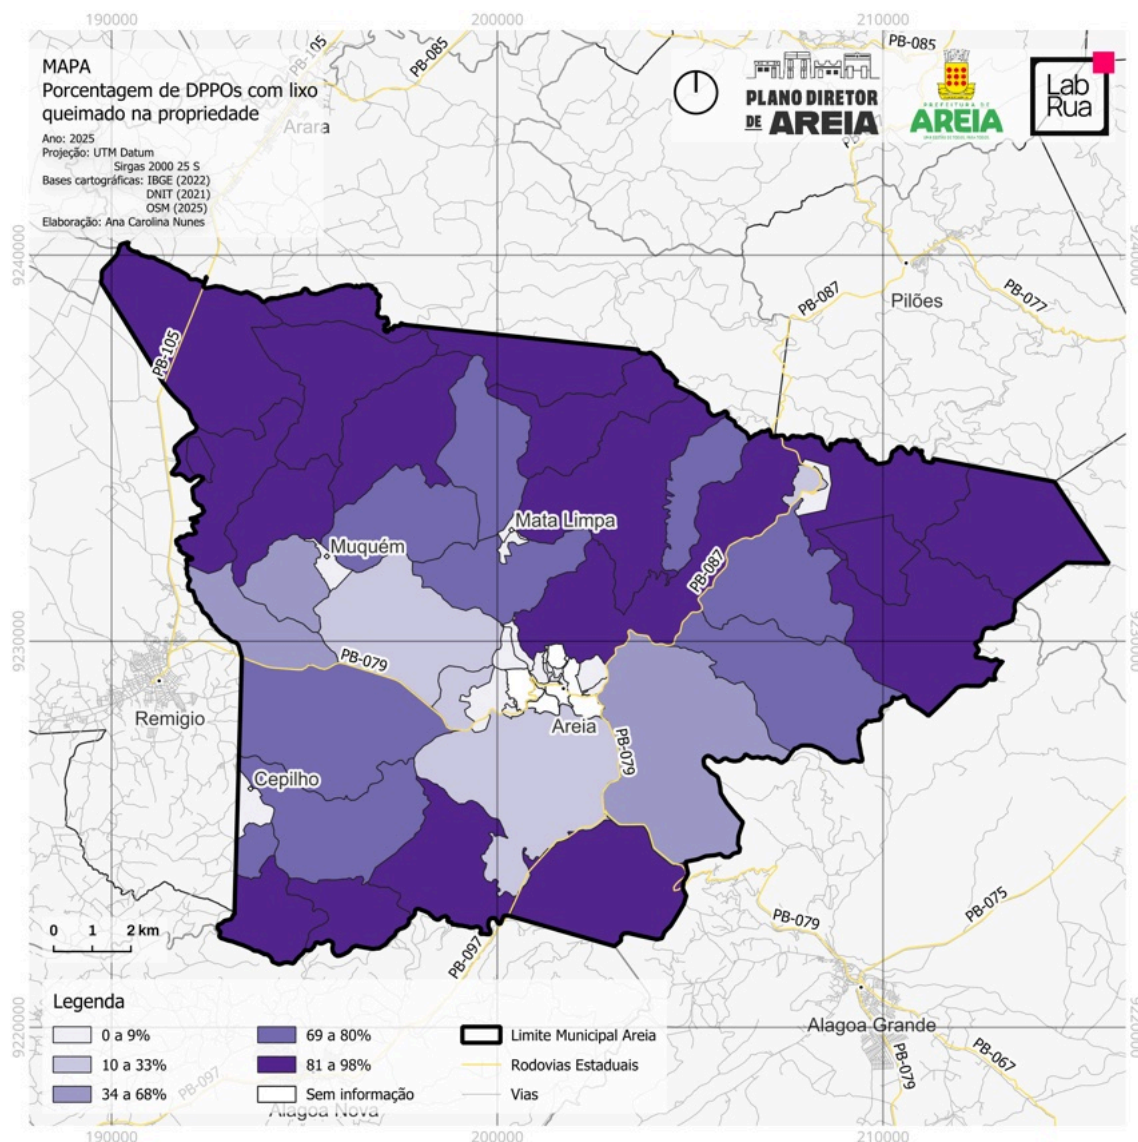 190000
200000
210000
MAPA
Porcentagem de DPPOs com lixo
queimado na propriedade
Ano: 2025
Projeção: UTM Datum
Sirgas 2000 25 S
Bases cartográficas: IBGE (2022)
DNIT (2021)
OSM (2025)
Elaboração: Ana Carolina Nunes
PB-105
PB-085
PB-085
Arara
PLANO DIRETOR
DE AREIA
PREFEITURA DE
AREIA
Lab
Rua
9240000
9240000
PB-087
Pilões
PB-077
PB-105
Mata Limpa
Muquém
PB-087
9230000
9230000
PB-079
Remigio
Areia
PB-079
Cepilho
0 1 2 km
PB-097
PB-079
PB-075
Alagoa Grande
PB-067
PB-079
9220000
9220000
Legenda
0 a 9%
10 a 33%
34 a 68%
69 a 80%
81 a 98%
Sem informação
Limite Municipal Areia
Rodovias Estaduais
Vias
PB-097
Alagoa Nova
190000
200000
210000